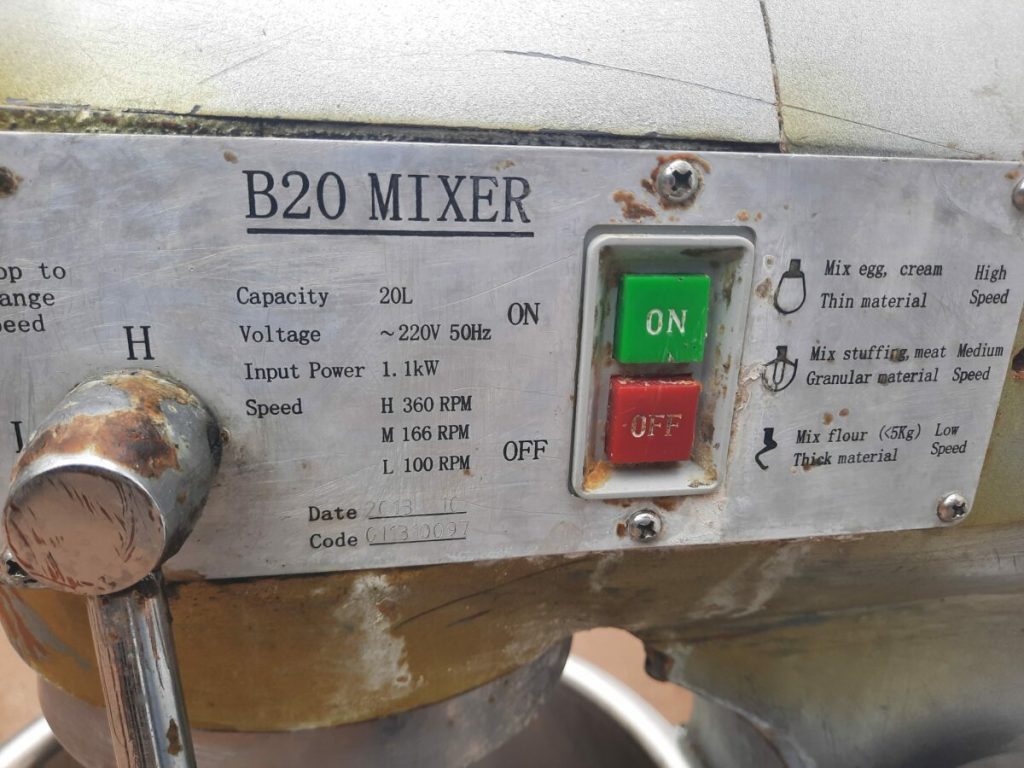 B20 MIXER
op to
ange
eed
H
Capacity 20L
Voltage ~220V 50Hz
Input Power 1.1kW
Speed H 360 RPM
M 166 RPM
L 100 RPM
Date
Code
ON
OFF
ON
OFF
Mix egg, cream High
Thin material Speed
Mix stuffing, meat Medium
Granular material Speed
Mix flour (<5Kg) Low
Thick material Speed